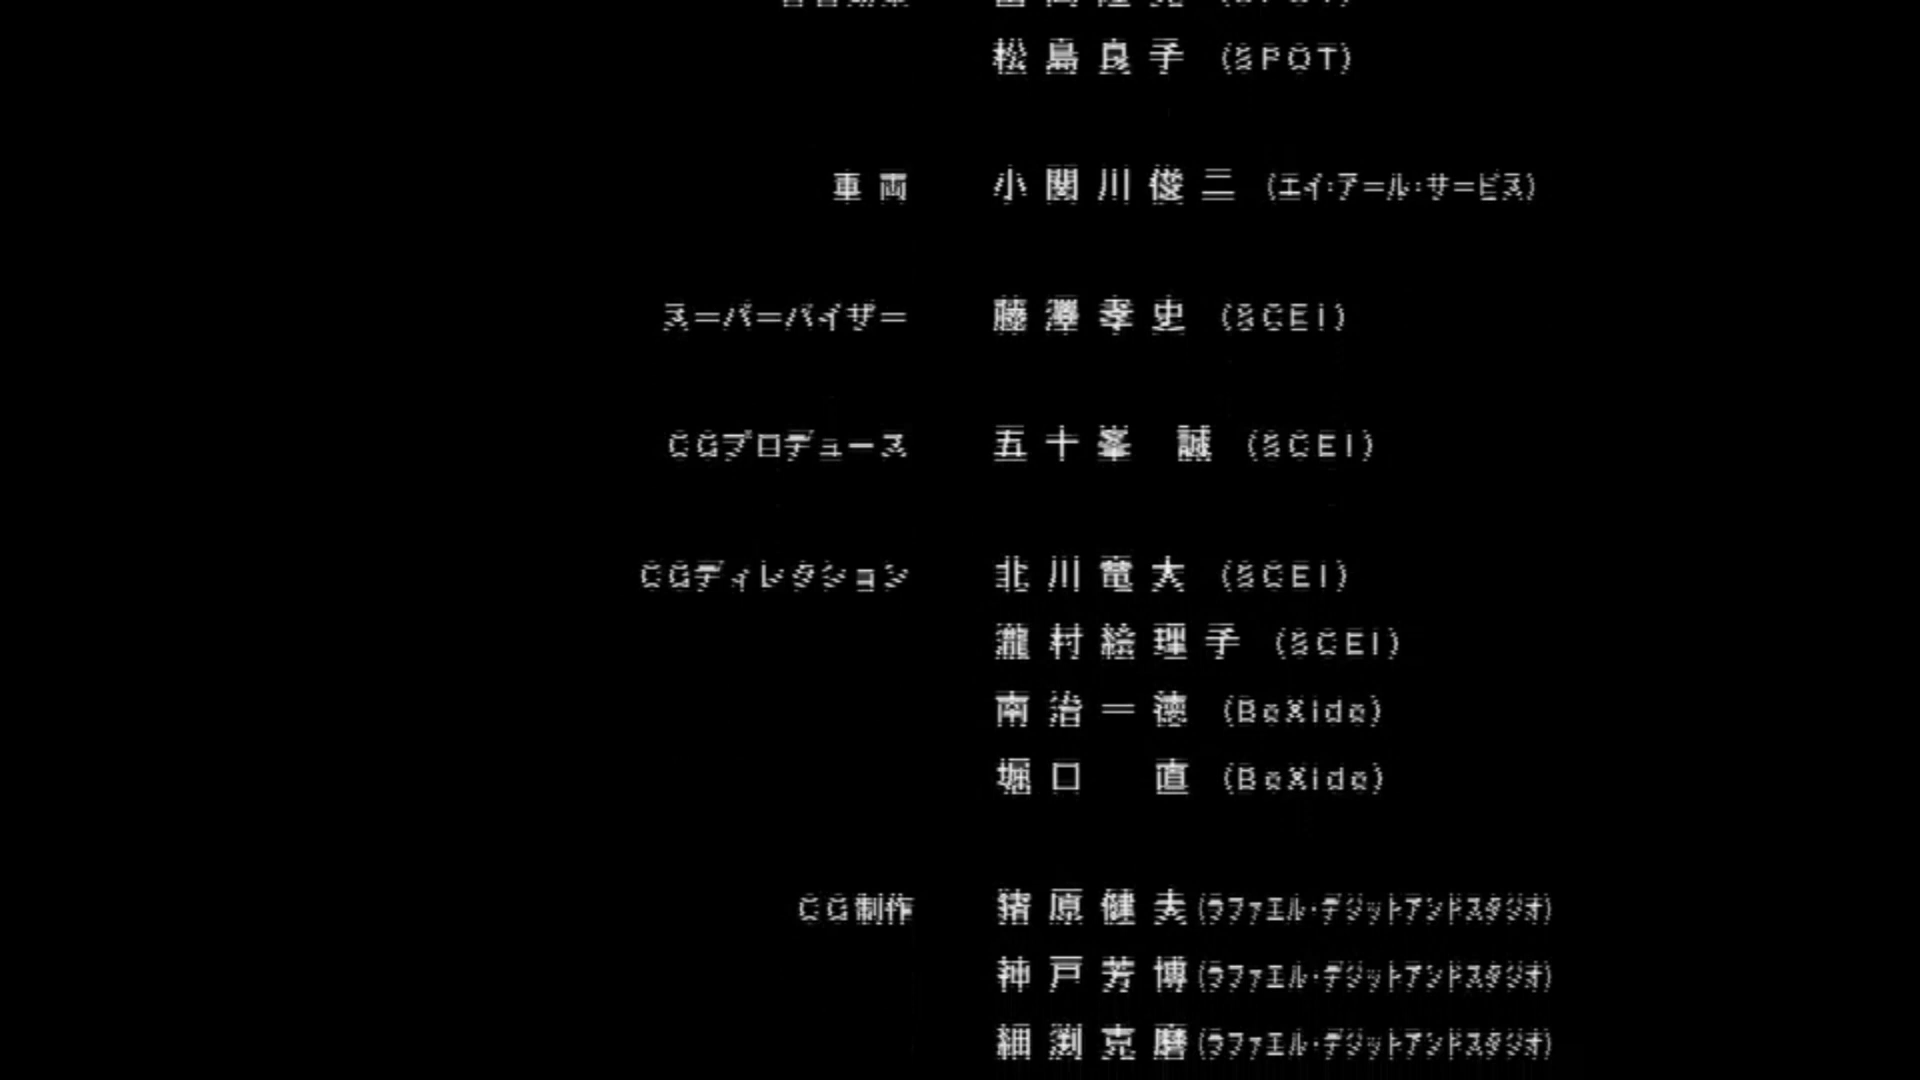 松島良子 (SPOT)
車両 小関川俊二 (エイ・アール・サービス)
スーパーバイザー 藤澤孝史 (SCEI)
CGプロデュース 五十峯 誠 (SCEI)
CGディレクション 北川竜大 (SCEI)
瀧村絵理子 (SCEI)
南治一徳 (BeXide)
堀口 直 (BeXide)
CG制作 猪原健夫 (ラファエル・デジットアンドスタジオ)
神戸芳博 (ラファエル・デジットアンドスタジオ)
細渕克磨 (ラファエル・デジットアンドスタジオ)